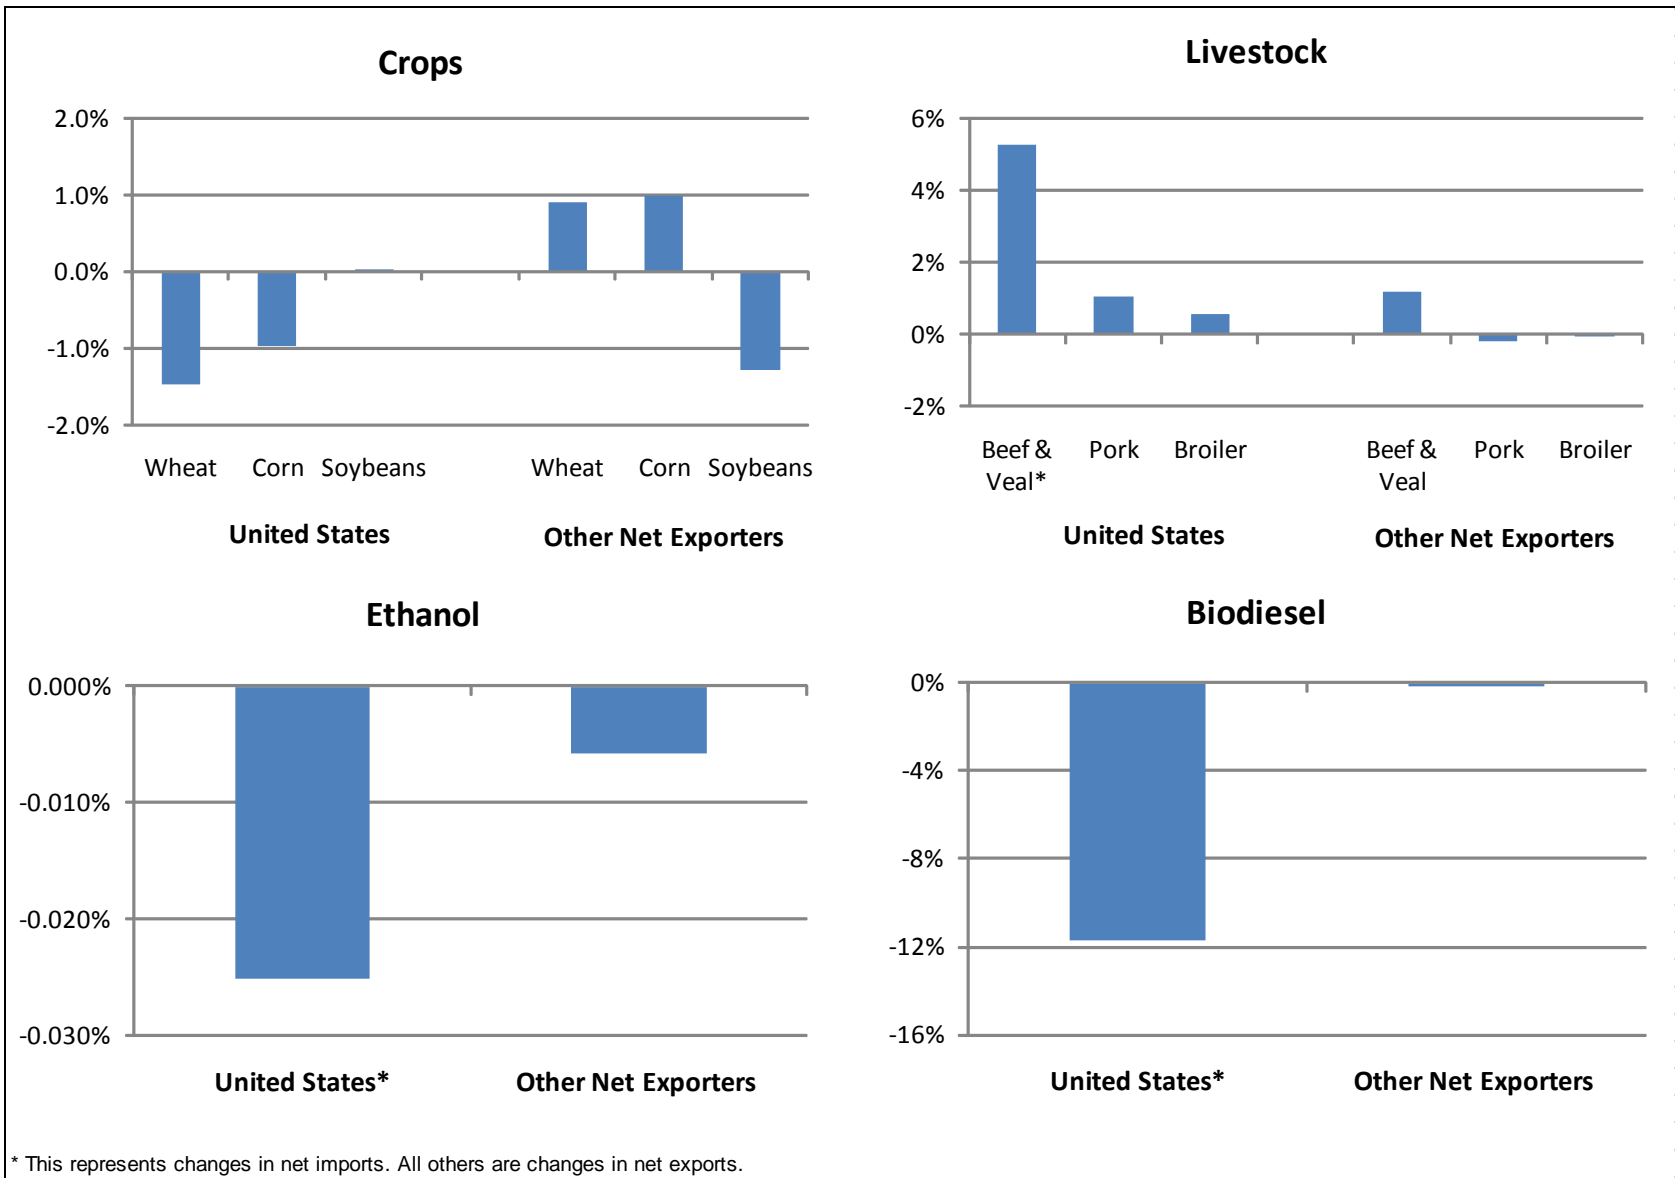 Crops
2.0%
1.0%
0.0%
-1.0%
-2.0%
Wheat Corn Soybeans Wheat Corn Soybeans
United States Other Net Exporters
Livestock
6%
4%
2%
0%
-2%
Beef & Pork Broiler Beef & Pork Broiler
Veal* Veal
United States Other Net Exporters
Ethanol
0.000%
-0.010%
-0.020%
-0.030%
United States* Other Net Exporters
Biodiesel
0%
-4%
-8%
-12%
-16%
United States* Other Net Exporters
* This represents changes in net imports. All others are changes in net exports.